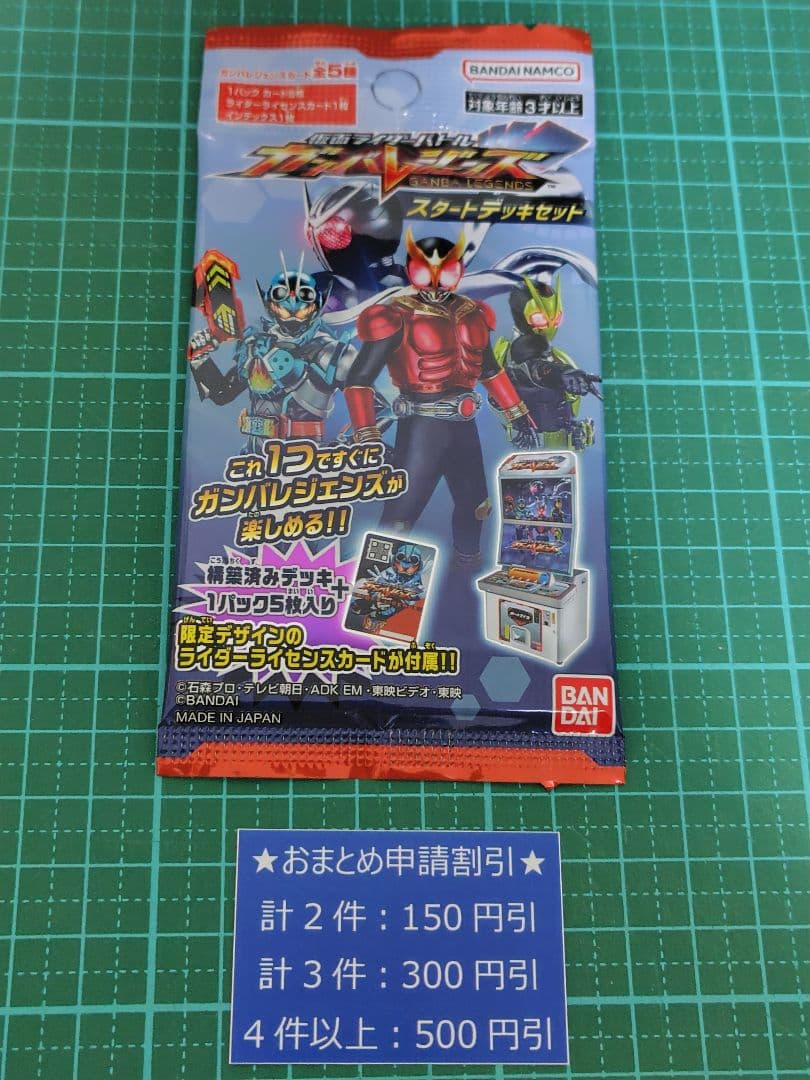 ガンバレジェンズカード 全5種
1パック カード5枚
ライダーライセンスカード1枚
インデックス1枚
BANDAI NAMCO
対象年齢3才以上
仮面ライダーバトル
ガンバレジェンズ
GANBA LEGENDS
スタートデッキセット
これ1つですぐに
ガンバレジェンズが
楽しめる!!
構築済みデッキ+
1パック5枚入り
限定デザインの
ライダーライセンスカードが付属!!
©石森プロ・テレビ朝日・ADK EM・東映ビデオ・東映
©BANDAI
MADE IN JAPAN
BAN
DAI
★おまとめ申請割引★
計2件:150円引
計3件:300円引
4件以上:500円引